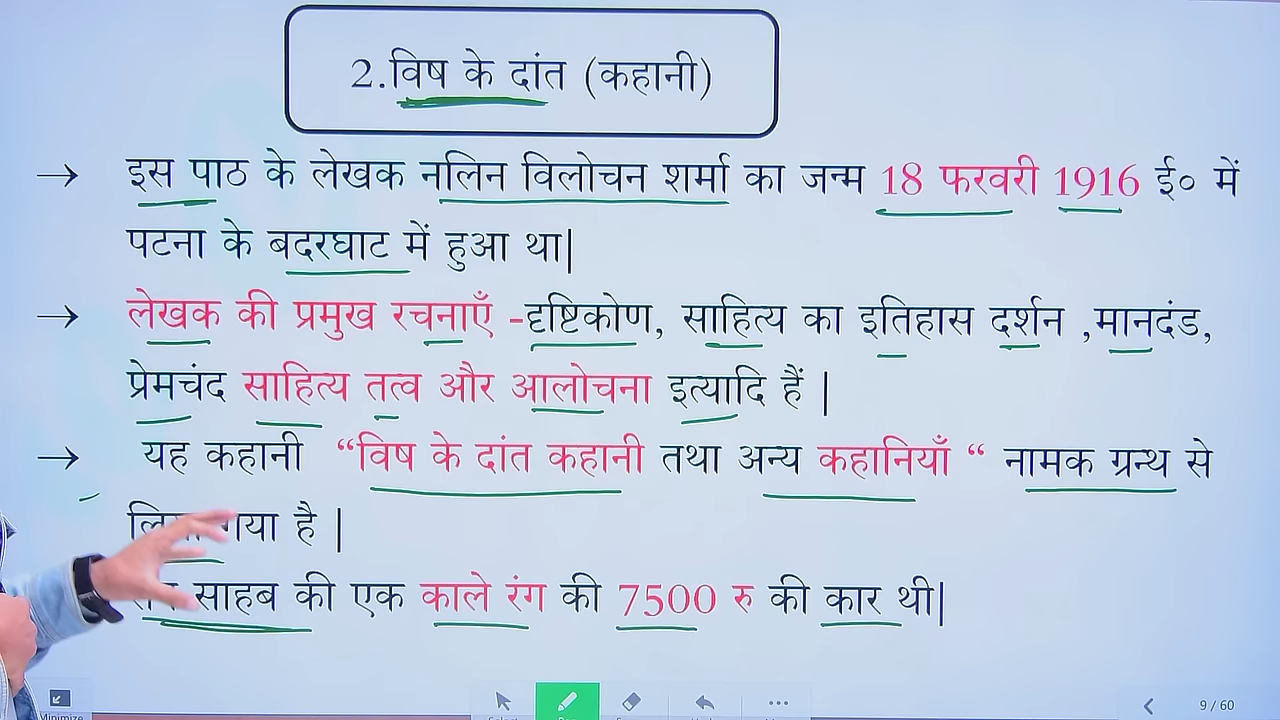 2.विष के दांत (कहानी)
→ इस पाठ के लेखक नलिन विलोचन शर्मा का जन्म 18 फरवरी 1916 ई० में
पटना के बदरघाट में हुआ था|
→ लेखक की प्रमुख रचनाएँ -दृष्टिकोण, साहित्य का इतिहास दर्शन ,मानदंड,
प्रेमचंद साहित्य तत्व और आलोचना इत्यादि हैं |
→ यह कहानी “विष के दांत कहानी तथा अन्य कहानियाँ “ नामक ग्रन्थ से
गया है |
साहब की एक काले रंग की 7500 रु की कार थी|
Minimize
9 / 60